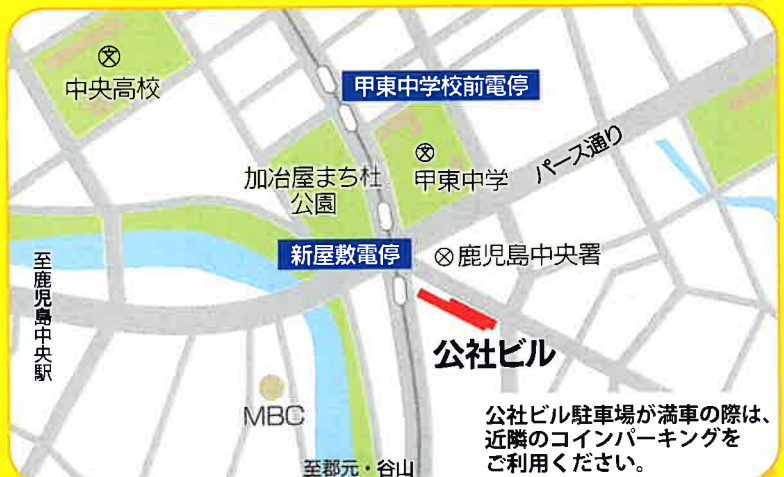 中央高校
甲東中学校前電停
加冶屋まち杜
公園
甲東中学
パース通り
新屋敷電停
鹿児島中央署
至鹿児島中央駅
公社ビル
MBC
公社ビル駐車場が満車の際は、
近隣のコインパーキングを
ご利用ください。
至郡元・谷山